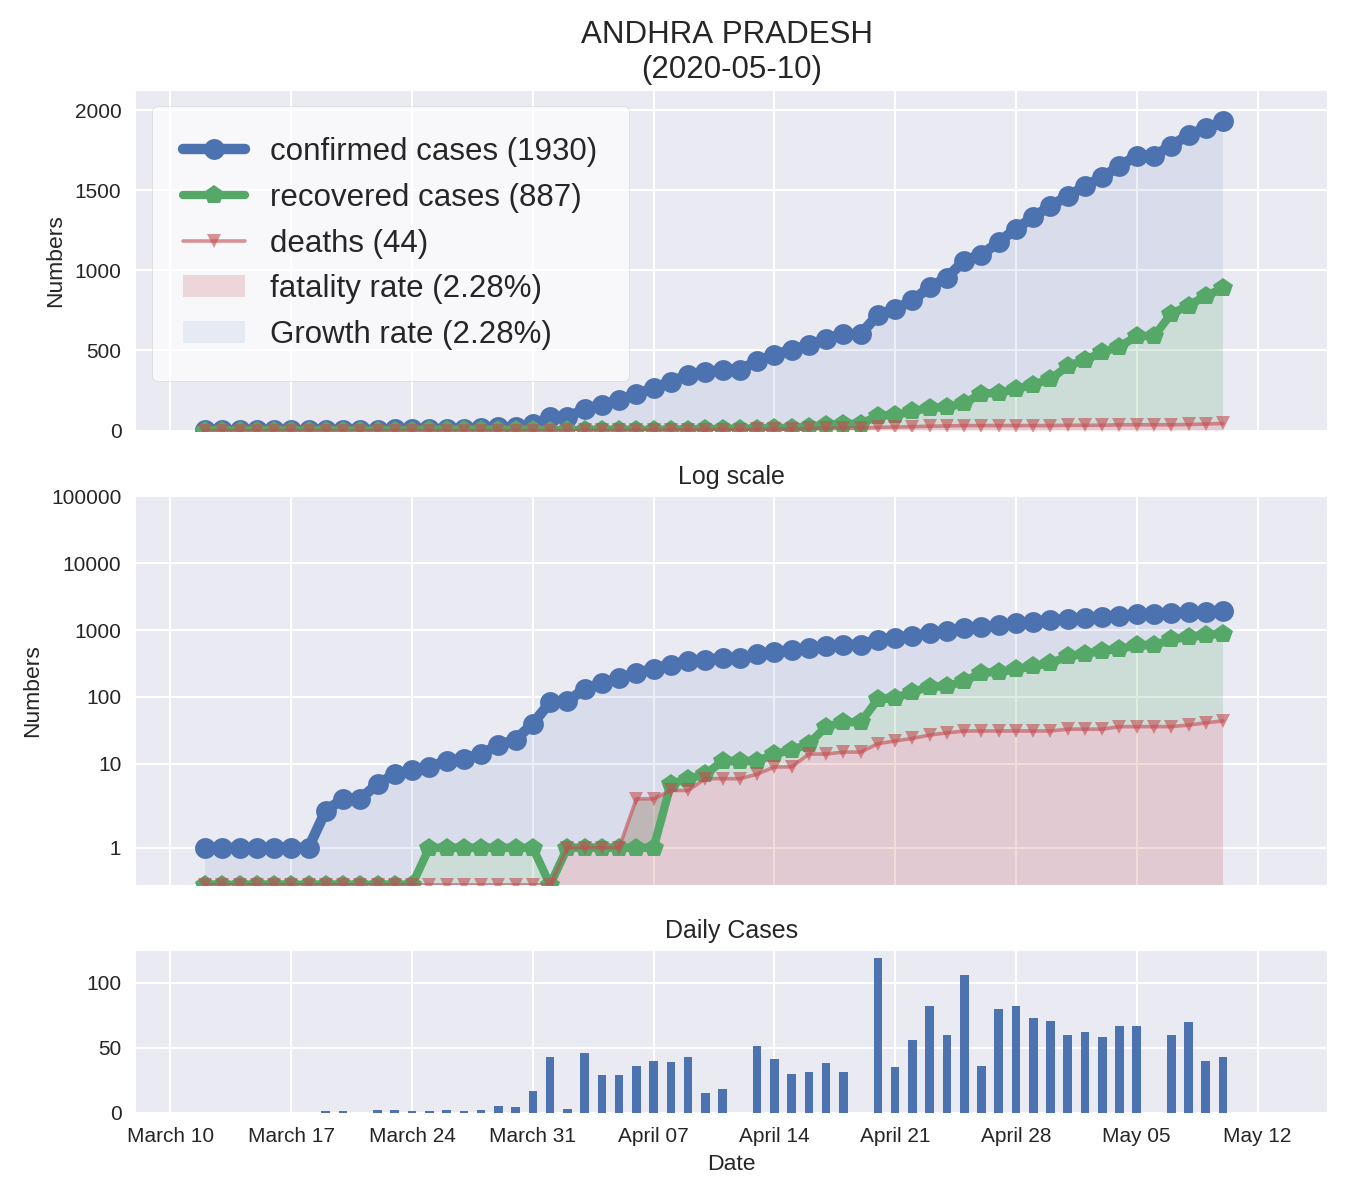 ANDHRA PRADESH
(2020-05-10)
2000
1500
1000
500
0
Numbers
confirmed cases (1930)
recovered cases (887)
deaths (44)
fatality rate (2.28%)
Growth rate (2.28%)
Log scale
100000
10000
1000
100
10
1
Numbers
Daily Cases
100
50
0
March 10 March 17 March 24 March 31 April 07 April 14 April 21 April 28 May 05 May 12
Date